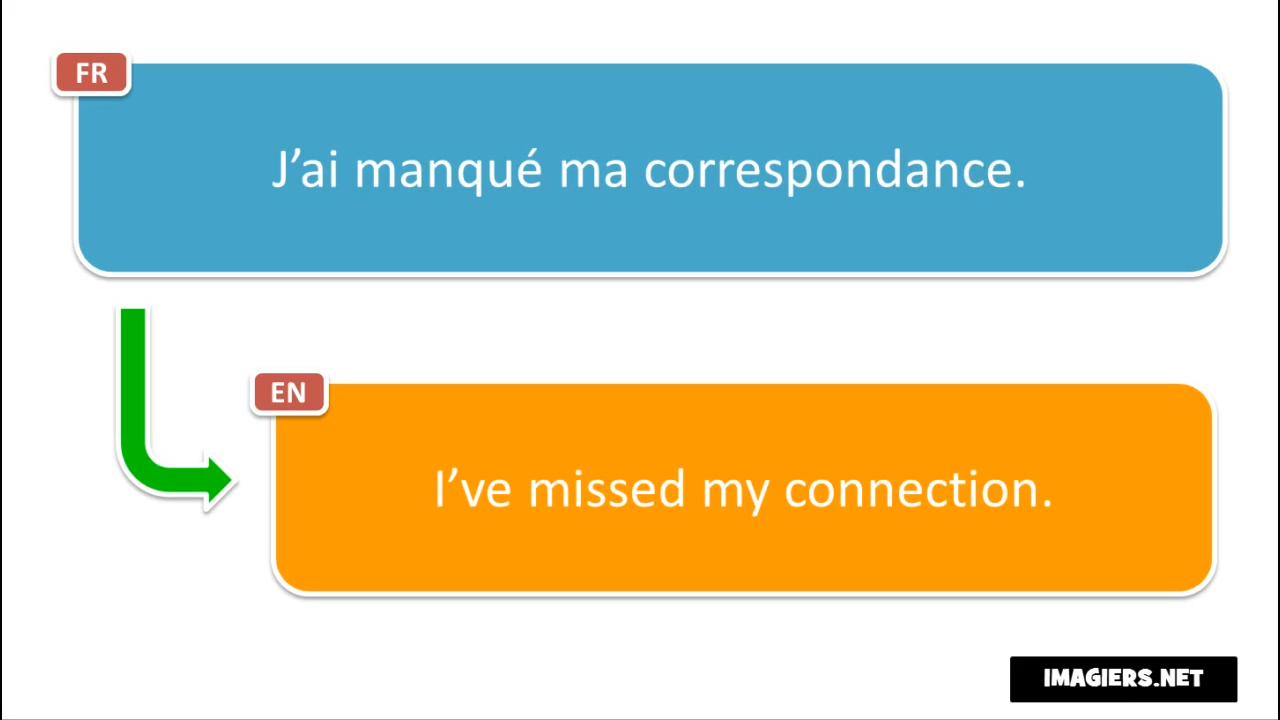 FR
J’ai manqué ma correspondance.
EN
I’ve missed my connection.
IMAGIERS.NET